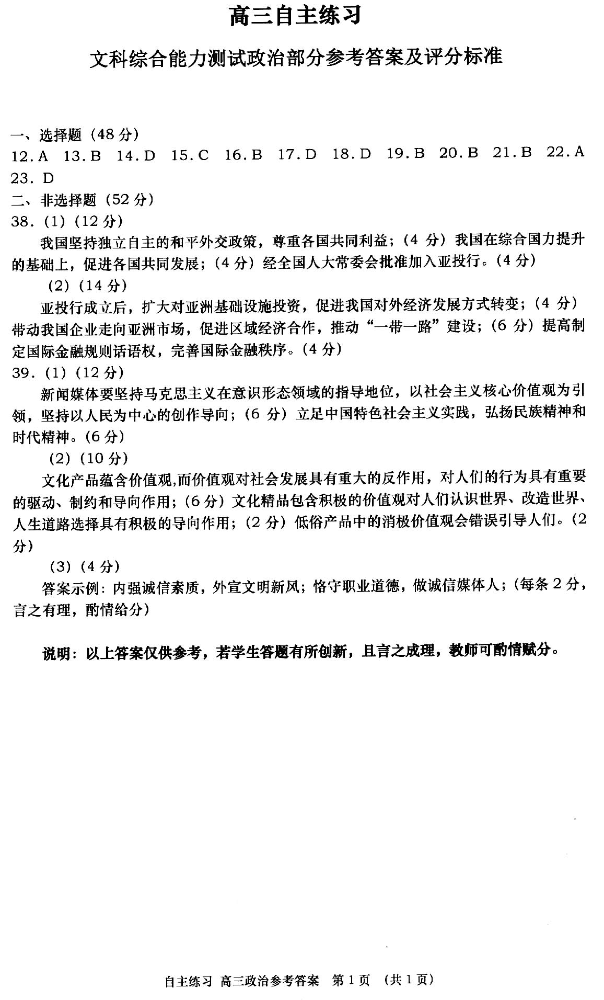 高三自主练习
文科综合能力测试政治部分参考答案及评分标准
一、选择题（48 分）
12. A 13. B 14. D 15. C 16. B 17. D 18. D 19. B 20. B 21. B 22. A
23. D
二、非选择题（52 分）
38.（1）（12 分）
我国坚持独立自主的和平外交政策，尊重各国共同利益；（4 分）我国在综合国力提升
的基础上，促进各国共同发展；（4 分）经全国人大常委会批准加入亚投行。（4 分）
（2）（14 分）
亚投行成立后，扩大对亚洲基础设施投资，促进我国对外经济发展方式转变；（4 分）
带动我国企业走向亚洲市场，促进区域经济合作，推动“一带一路”建设；（6 分）提高制
定国际金融规则话语权，完善国际金融秩序。（4 分）
39.（1）（12 分）
新闻媒体要坚持马克思主义在意识形态领域的指导地位，以社会主义核心价值观为引
领，坚持以人民为中心的创作导向；（6 分）立足中国特色社会主义实践，弘扬民族精神和
时代精神。（6 分）
（2）（10 分）
文化产品蕴含价值观,而价值观对社会发展具有重大的反作用，对人们的行为具有重要
的驱动、制约和导向作用；（6 分）文化精品包含积极的价值观对人们认识世界、改造世界、
人生道路选择具有积极的导向作用；（2 分）低俗产品中的消极价值观会错误引导人们。（2
分）
（3）（4 分）
答案示例：内强诚信素质，外宣文明新风；恪守职业道德，做诚信媒体人；（每条 2 分，
言之有理，酌情给分）
说明：以上答案仅供参考，若学生答题有所创新，且言之成理，教师可酌情赋分。
自主练习 高三政治参考答案 第 1 页 （共 1 页）